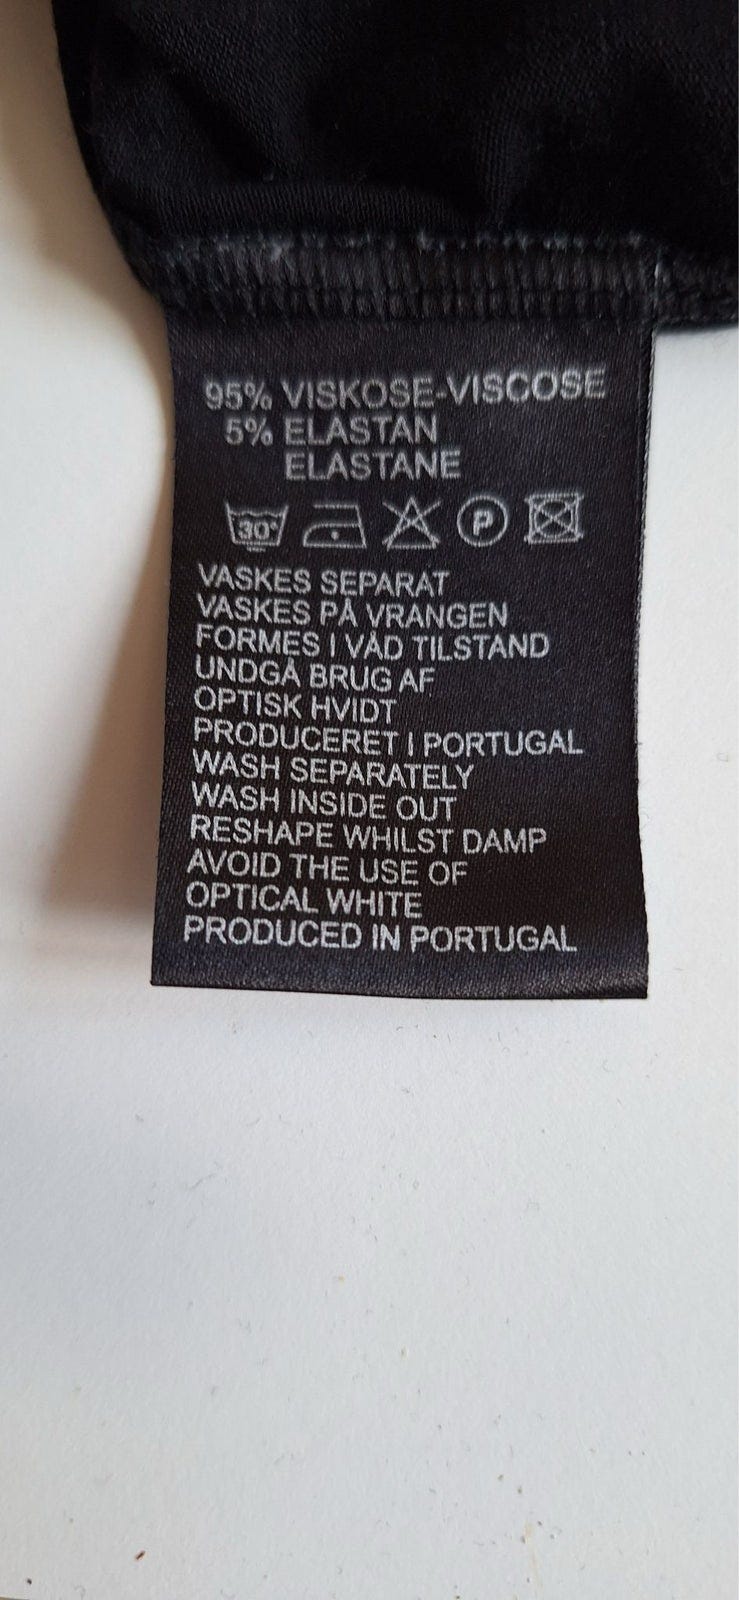 95% VISKOSE-VISCOSE
5% ELASTAN
ELASTANE
30° P
VASKES SEPARAT
VASKES PÅ VRANGEN
FORMES I VÅD TILSTAND
UNDGÅ BRUG AF
OPTISK HVIDT
PRODUCERET I PORTUGAL
WASH SEPARATELY
WASH INSIDE OUT
RESHAPE WHILST DAMP
AVOID THE USE OF
OPTICAL WHITE
PRODUCED IN PORTUGAL